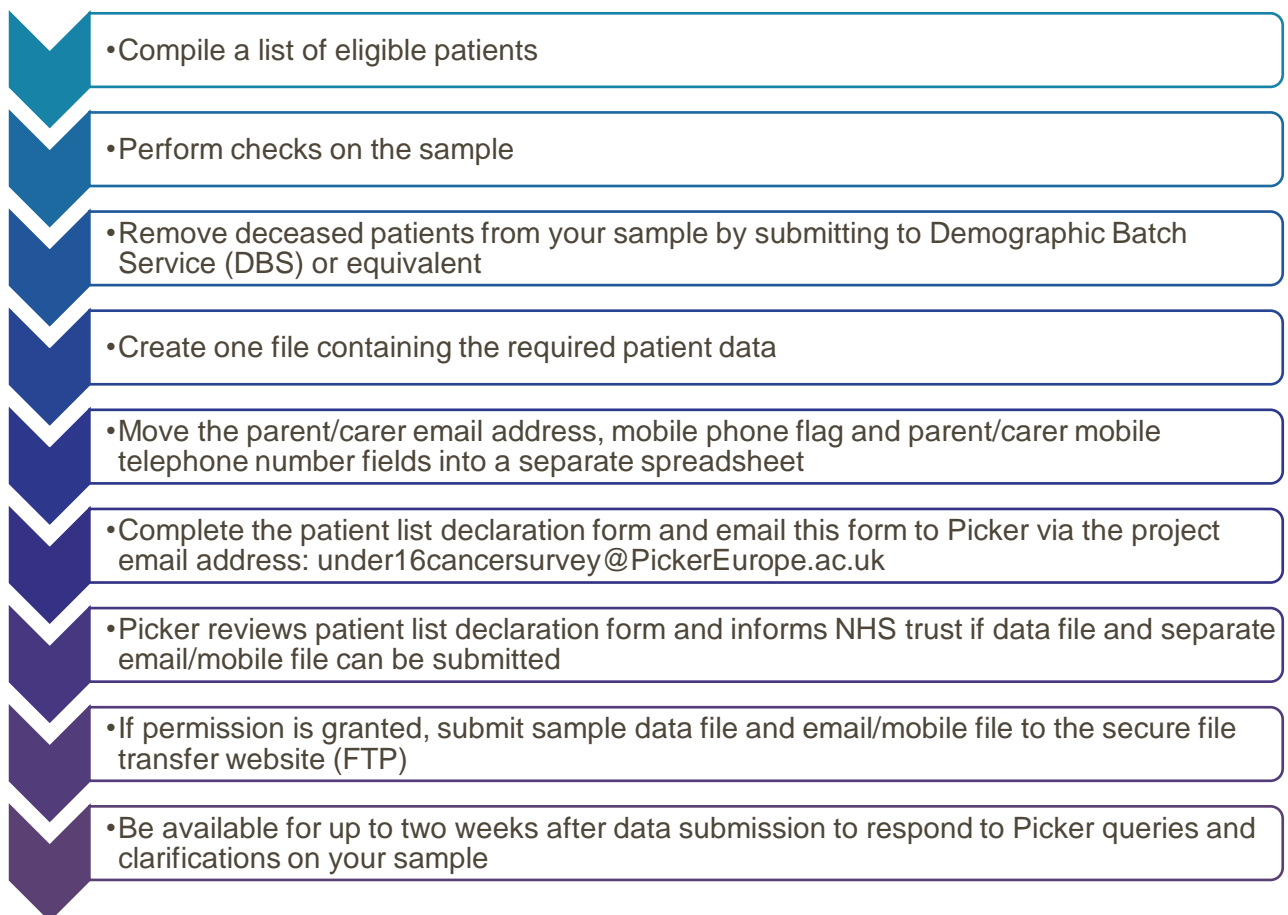 •Compile a list of eligible patients
•Perform checks on the sample
•Remove deceased patients from your sample by submitting to Demographic Batch
Service (DBS) or equivalent
•Create one file containing the required patient data
•Move the parent/carer email address, mobile phone flag and parent/carer mobile
telephone number fields into a separate spreadsheet
•Complete the patient list declaration form and email this form to Picker via the project
email address: under16cancersurvey@PickerEurope.ac.uk
•Picker reviews patient list declaration form and informs NHS trust if data file and separate
email/mobile file can be submitted
•If permission is granted, submit sample data file and email/mobile file to the secure file
transfer website (FTP)
•Be available for up to two weeks after data submission to respond to Picker queries and
clarifications on your sample